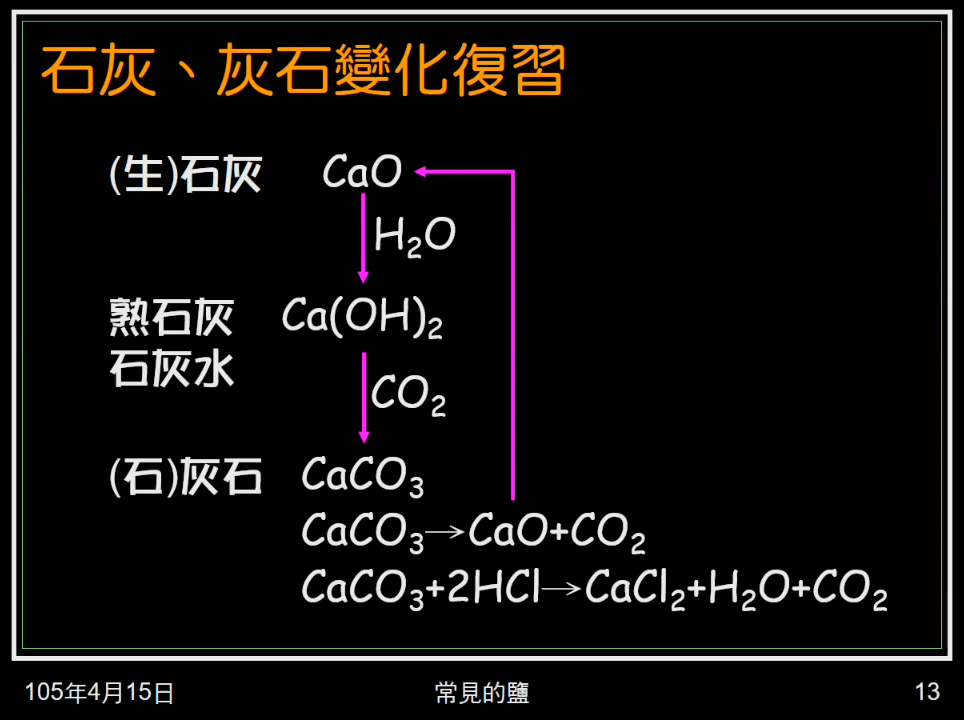 石灰、灰石變化復習
(生)石灰 CaO
H₂O
熟石灰 Ca(OH)₂
石灰水
CO₂
(石)灰石 CaCO₃
CaCO₃→CaO+CO₂
CaCO₃+2HCl→CaCl₂+H₂O+CO₂
105年4月15日 常見的鹽 13